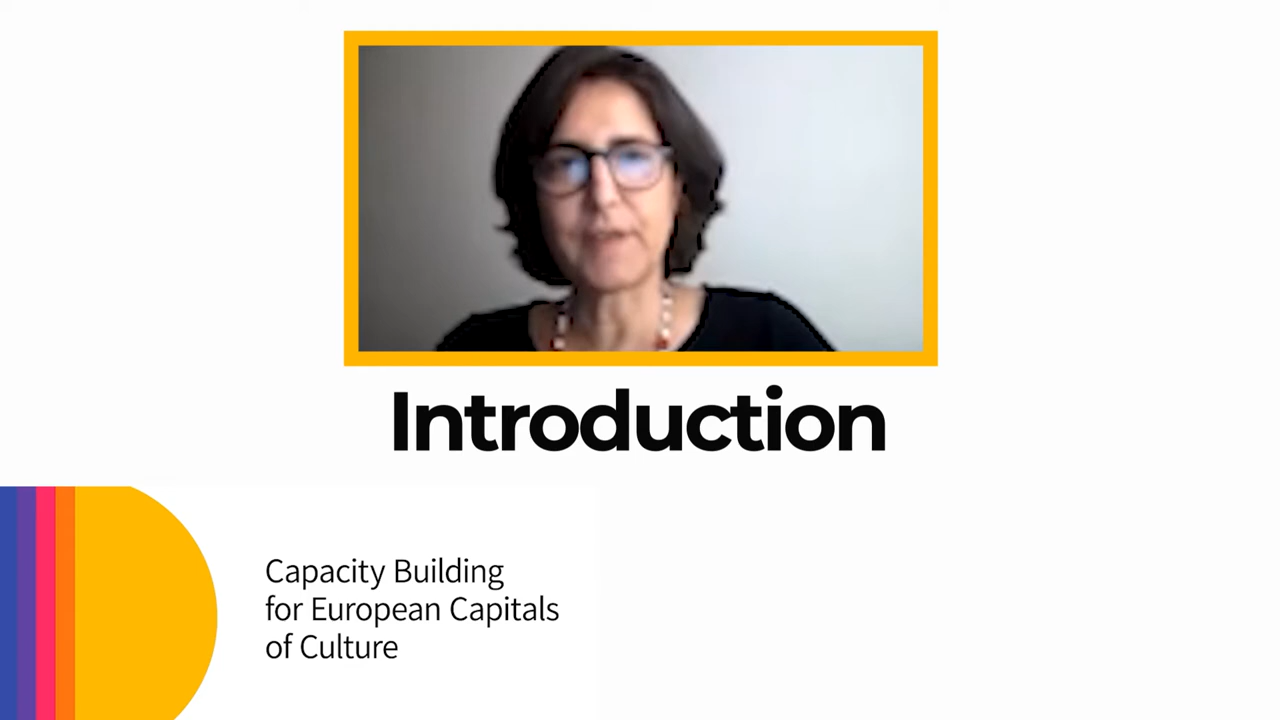 Introduction
Capacity Building
for European Capitals
of Culture